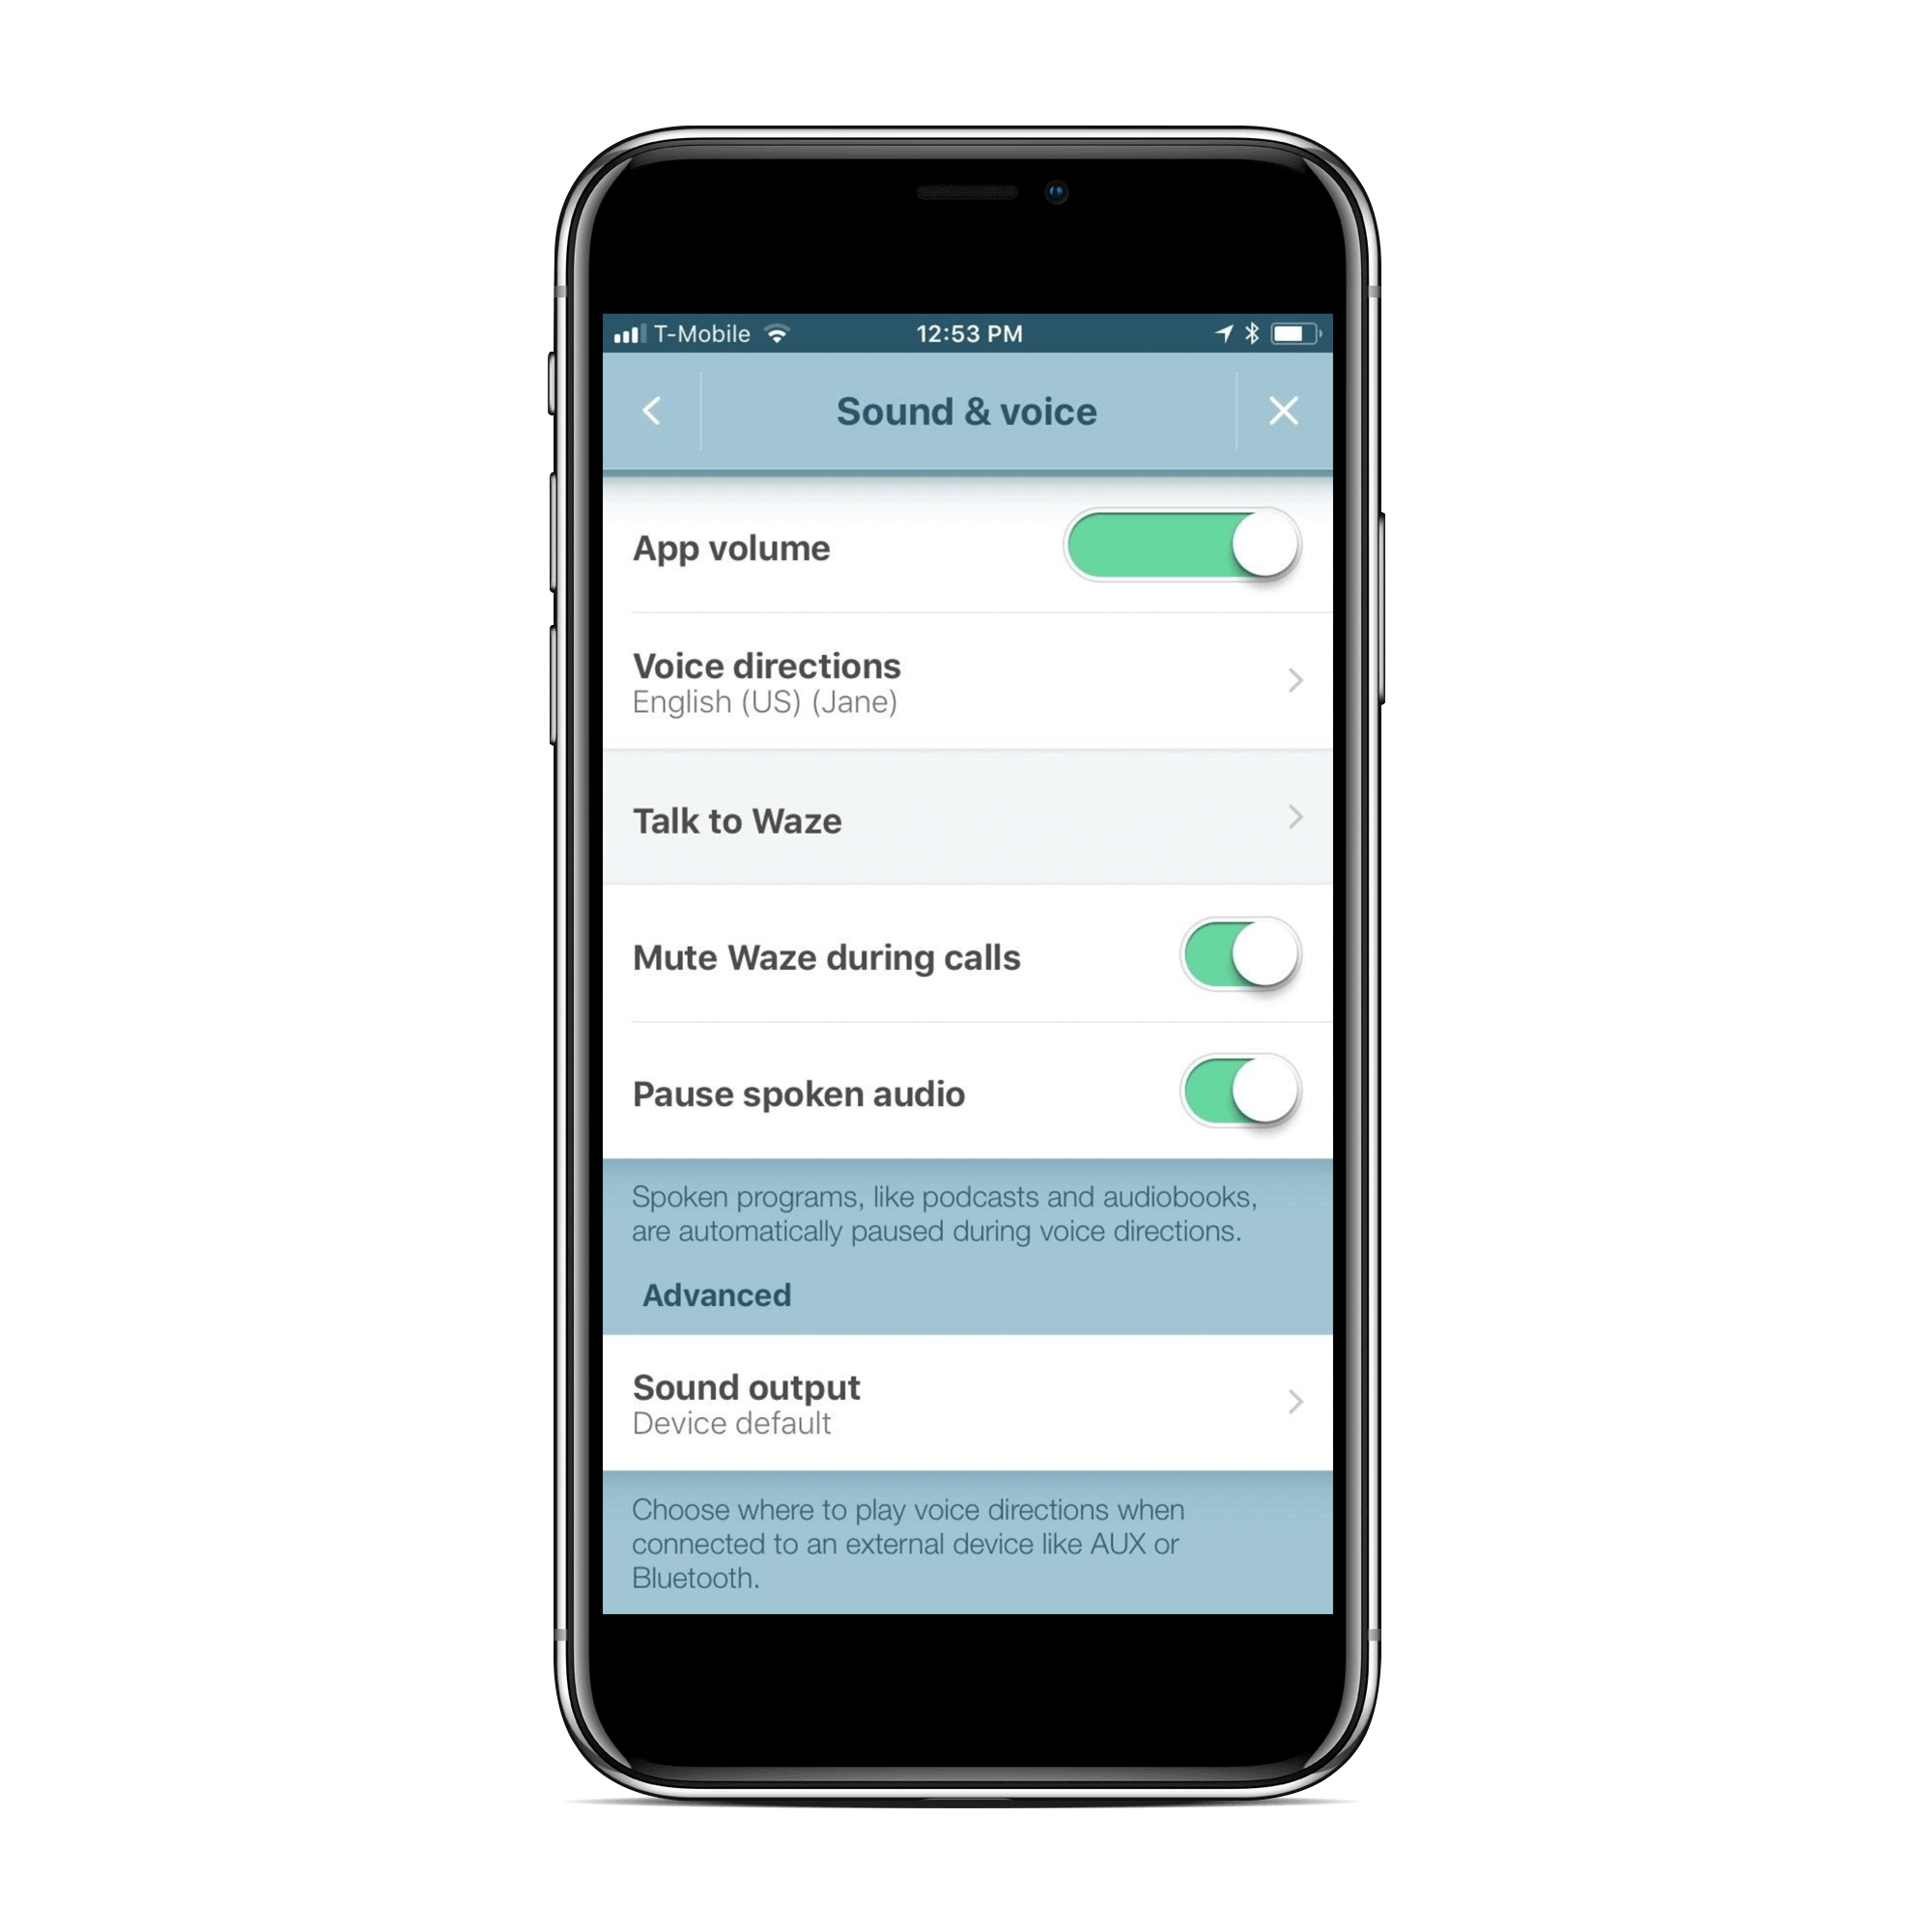 T-Mobile 12:53 PM
Sound & voice
App volume
Voice directions
English (US) (Jane)
Talk to Waze
Mute Waze during calls
Pause spoken audio
Spoken programs, like podcasts and audiobooks,
are automatically paused during voice directions.
Advanced
Sound output
Device default
Choose where to play voice directions when
connected to an external device like AUX or
Bluetooth.